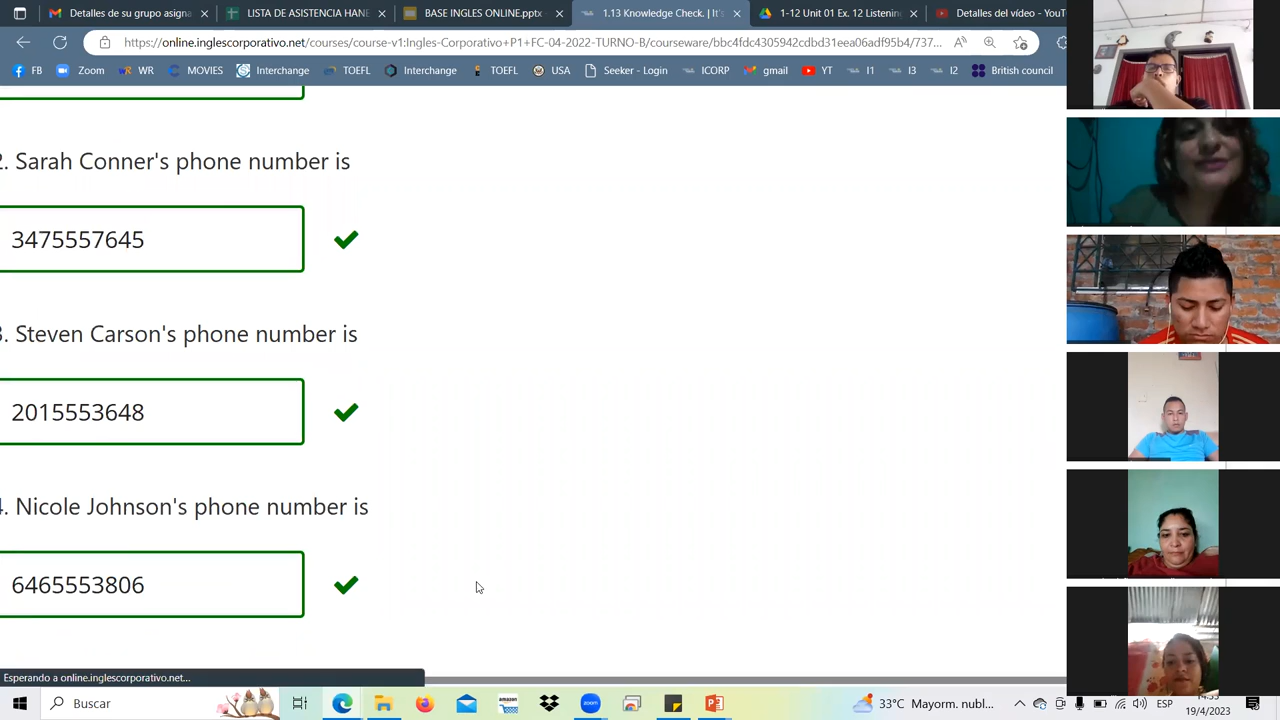 Detalles de su grupo asigna
LISTA DE ASISTENCIA HANE
BASE INGLES ONLINE.pptx
1.13 Knowledge Check. | It's
1-12 Unit 01 Ex. 12 Listening
Detalles del vídeo - YouT
https://online.inglescorporativo.net/courses/course-v1:Ingles-Corporativo+P1+FC-04-2022-TURNO-B/courseware/bbc4fdc4305942cdbd31eea06adf95b4/737...
FB Zoom WR MOVIES Interchange TOEFL Interchange TOEFL USA Seeker - Login ICORP gmail YT I1 I3 I2 British council
2. Sarah Conner's phone number is
3475557645
3. Steven Carson's phone number is
2015553648
4. Nicole Johnson's phone number is
6465553806
Esperando a online.inglescorporativo.net...
Buscar
33°C Mayorm. nubl...
ESP
14:35
19/4/2023